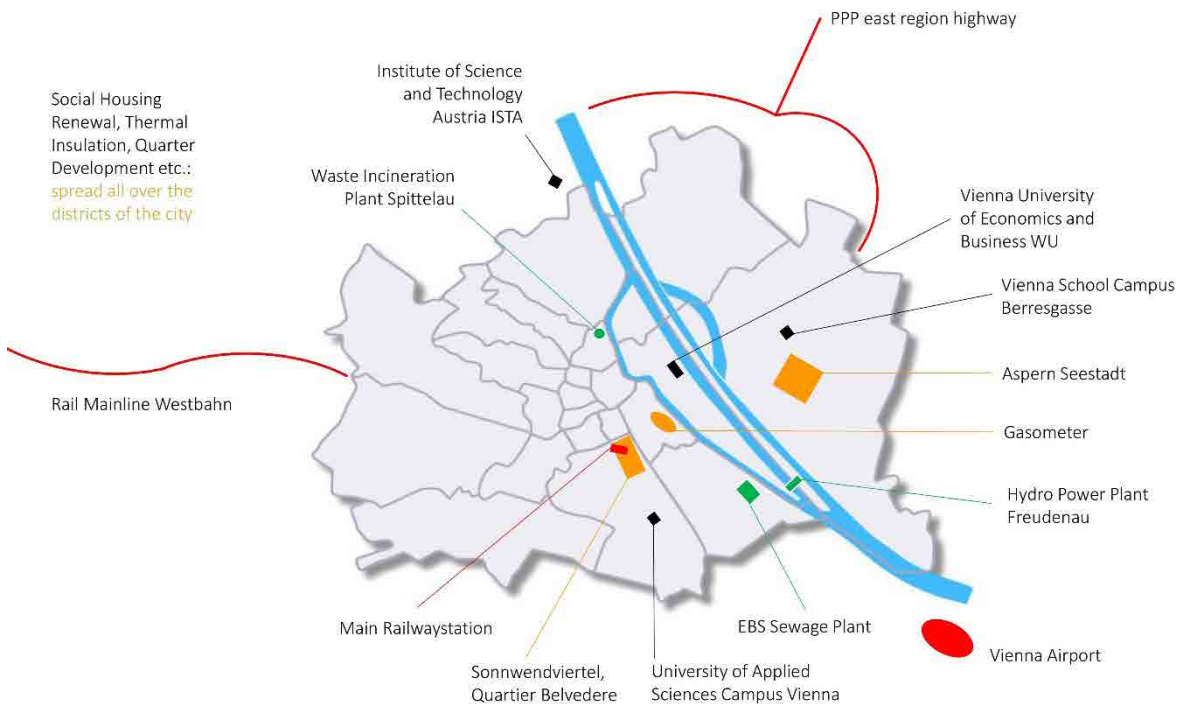 PPP east region highway
Institute of Science
and Technology
Austria ISTA
Social Housing
Renewal, Thermal
Insulation, Quarter
Development etc.:
spread all over the
districts of the city
Waste Incineration
Plant Spittelau
Vienna University
of Economics and
Business WU
Vienna School Campus
Berresgasse
Aspern Seestadt
Rail Mainline Westbahn
Gasometer
Hydro Power Plant
Freudenau
Main Railwaystation
EBS Sewage Plant
Vienna Airport
Sonnwendviertel,
Quartier Belvedere
University of Applied
Sciences Campus Vienna